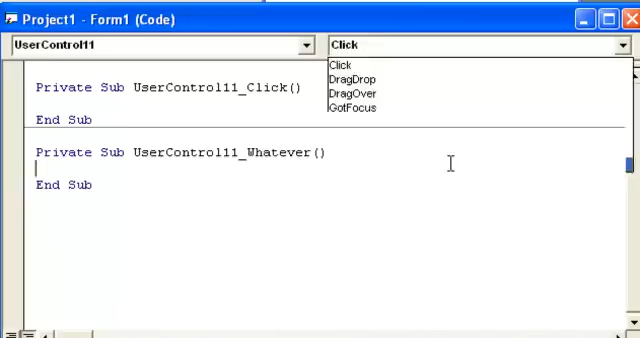 Project1 - Form1 (Code)
UserControl11
Click
Click
DragDrop
DragOver
GotFocus
Private Sub UserControl11_Click()
End Sub
Private Sub UserControl11_Whatever()
End Sub